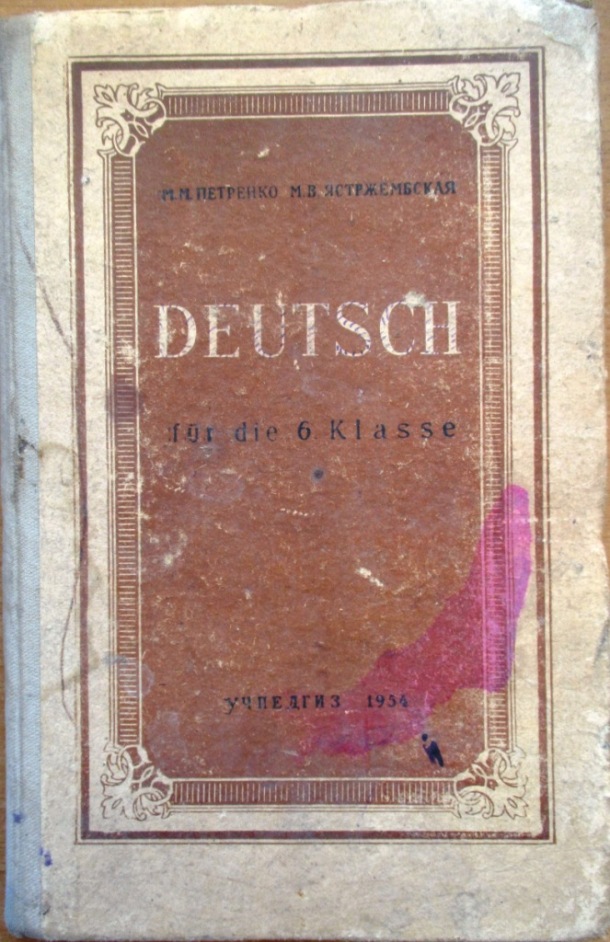 М. М. ПЕТРЕНКО М. В. ЯСТРЖЕМБСКАЯ
DEUTSCH
für die 6 Klasse
УЧПЕДГИЗ 1954